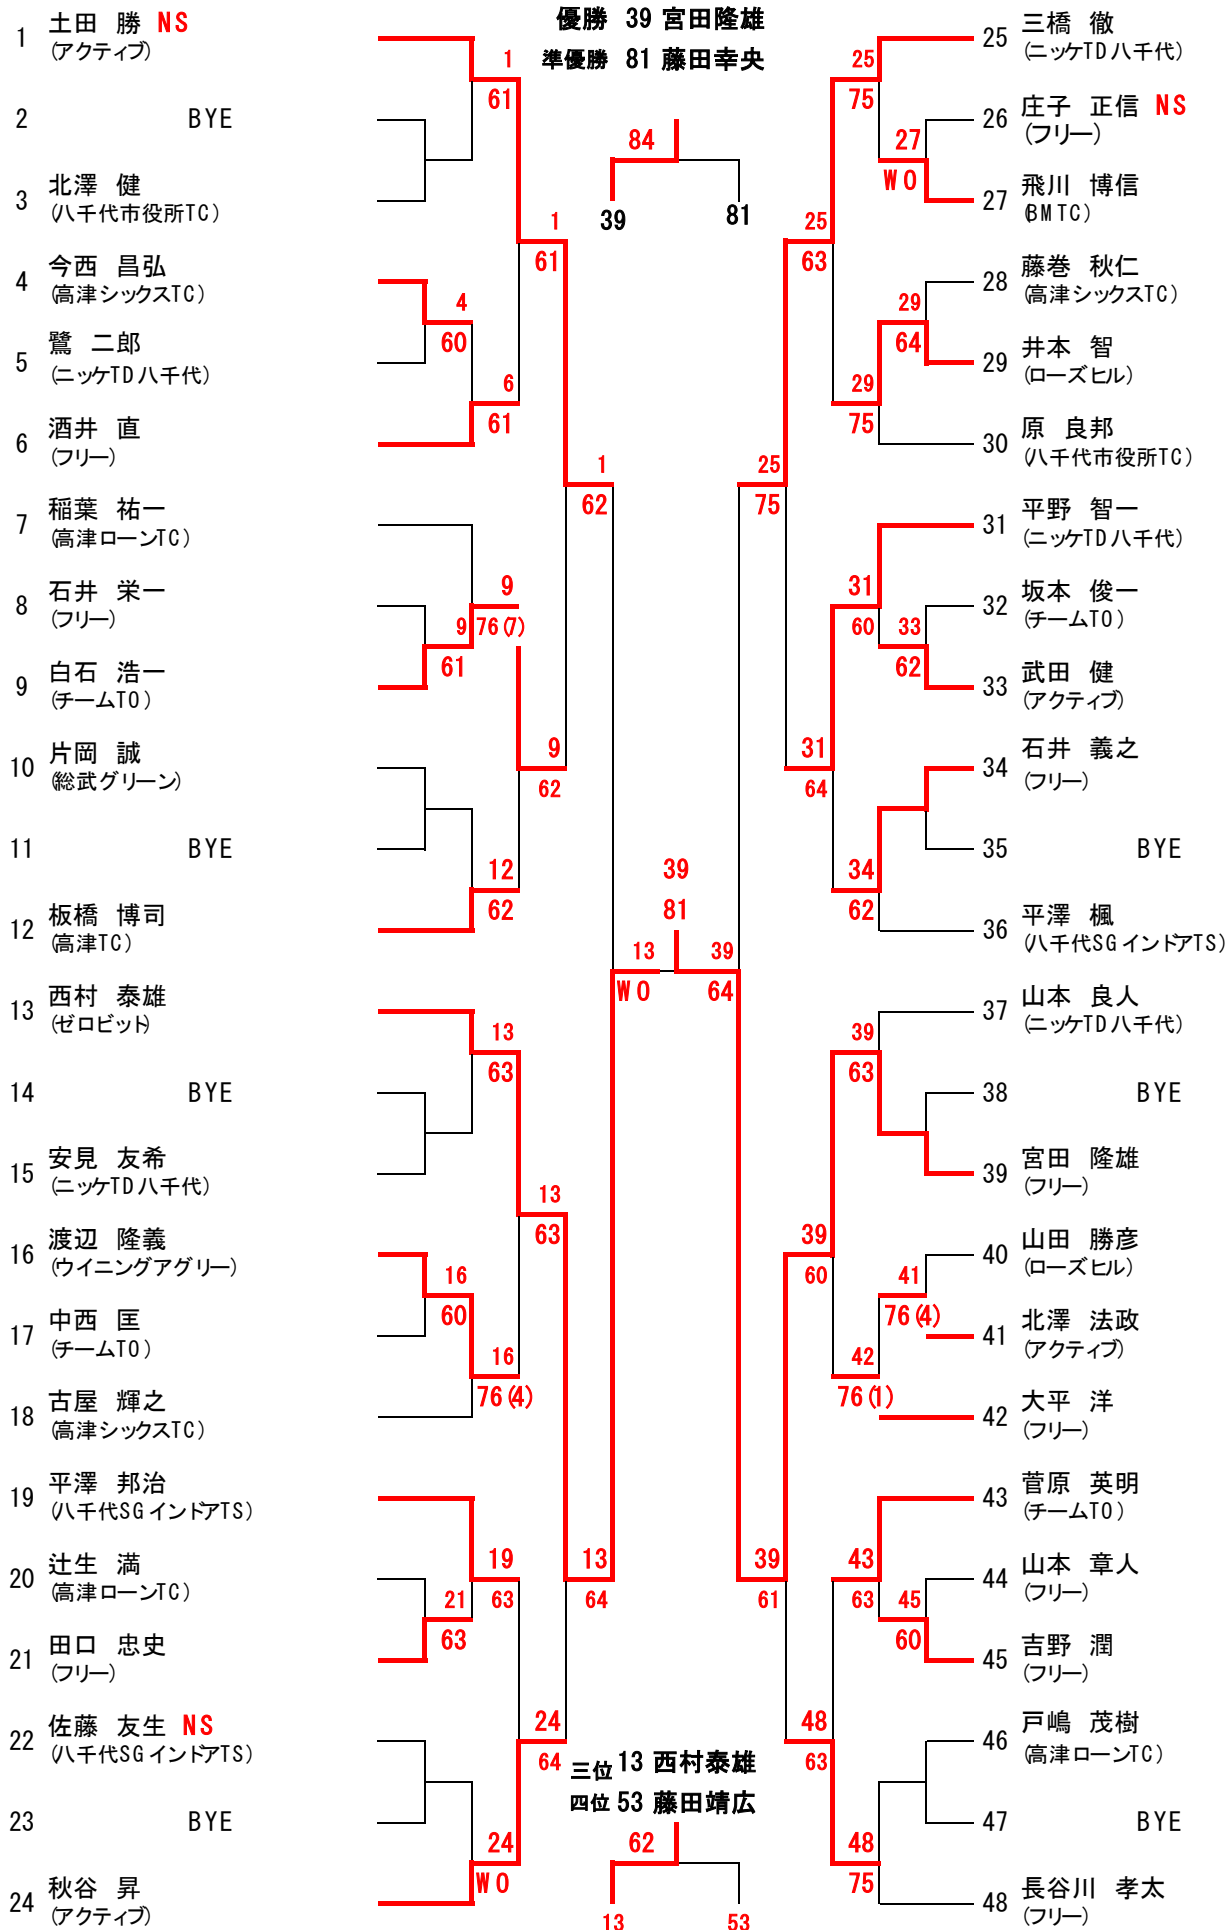 優勝 39 宮田隆雄
準優勝 81 藤田幸央
84
39 81
1 土田 勝 NS
(アクティブ)
2 BYE
3 北澤 健
(八千代市役所TC)
4 今西 昌弘
(高津シックスTC)
5 鷺 二郎
(ニッケTD八千代)
6 酒井 直
(フリー)
7 稲葉 祐一
(高津ローンTC)
8 石井 栄一
(フリー)
9 白石 浩一
(チームTO)
10 片岡 誠
(総武グリーン)
11 BYE
12 板橋 博司
(高津TC)
13 西村 泰雄
(ゼロビット)
14 BYE
15 安見 友希
(ニッケTD八千代)
16 渡辺 隆義
(ウイニングアグリー)
17 中西 匡
(チームTO)
18 古屋 輝之
(高津シックスTC)
19 平澤 邦治
(八千代SGインドアTS)
20 辻生 満
(高津ローンTC)
21 田口 忠史
(フリー)
22 佐藤 友生 NS
(八千代SGインドアTS)
23 BYE
24 秋谷 昇
(アクティブ)
4
60
9
61
16
60
21
63
1
61
6
61
9
76(7)
12
62
13
63
16
76(4)
19
63
24
WO
1
61
9
62
13
63
24
64
1
62
13
64
13
WO
39
81
39
64
25
75
39
61
25
63
31
64
39
60
48
63
25
75
29
75
31
60
34
62
39
63
42
76(1)
43
63
48
75
27
WO
29
64
33
62
41
76(4)
45
60
25 三橋 徹
(ニッケTD八千代)
26 庄子 正信 NS
(フリー)
27 飛川 博信
(BMTC)
28 藤巻 秋仁
(高津シックスTC)
29 井本 智
(ローズヒル)
30 原 良邦
(八千代市役所TC)
31 平野 智一
(ニッケTD八千代)
32 坂本 俊一
(チームTO)
33 武田 健
(アクティブ)
34 石井 義之
(フリー)
35 BYE
36 平澤 楓
(八千代SGインドアTS)
37 山本 良人
(ニッケTD八千代)
38 BYE
39 宮田 隆雄
(フリー)
40 山田 勝彦
(ローズヒル)
41 北澤 法政
(アクティブ)
42 大平 洋
(フリー)
43 菅原 英明
(チームTO)
44 山本 章人
(フリー)
45 吉野 潤
(フリー)
46 戸嶋 茂樹
(高津ローンTC)
47 BYE
48 長谷川 孝太
(フリー)
三位 13 西村泰雄
四位 53 藤田靖広
62
13 53